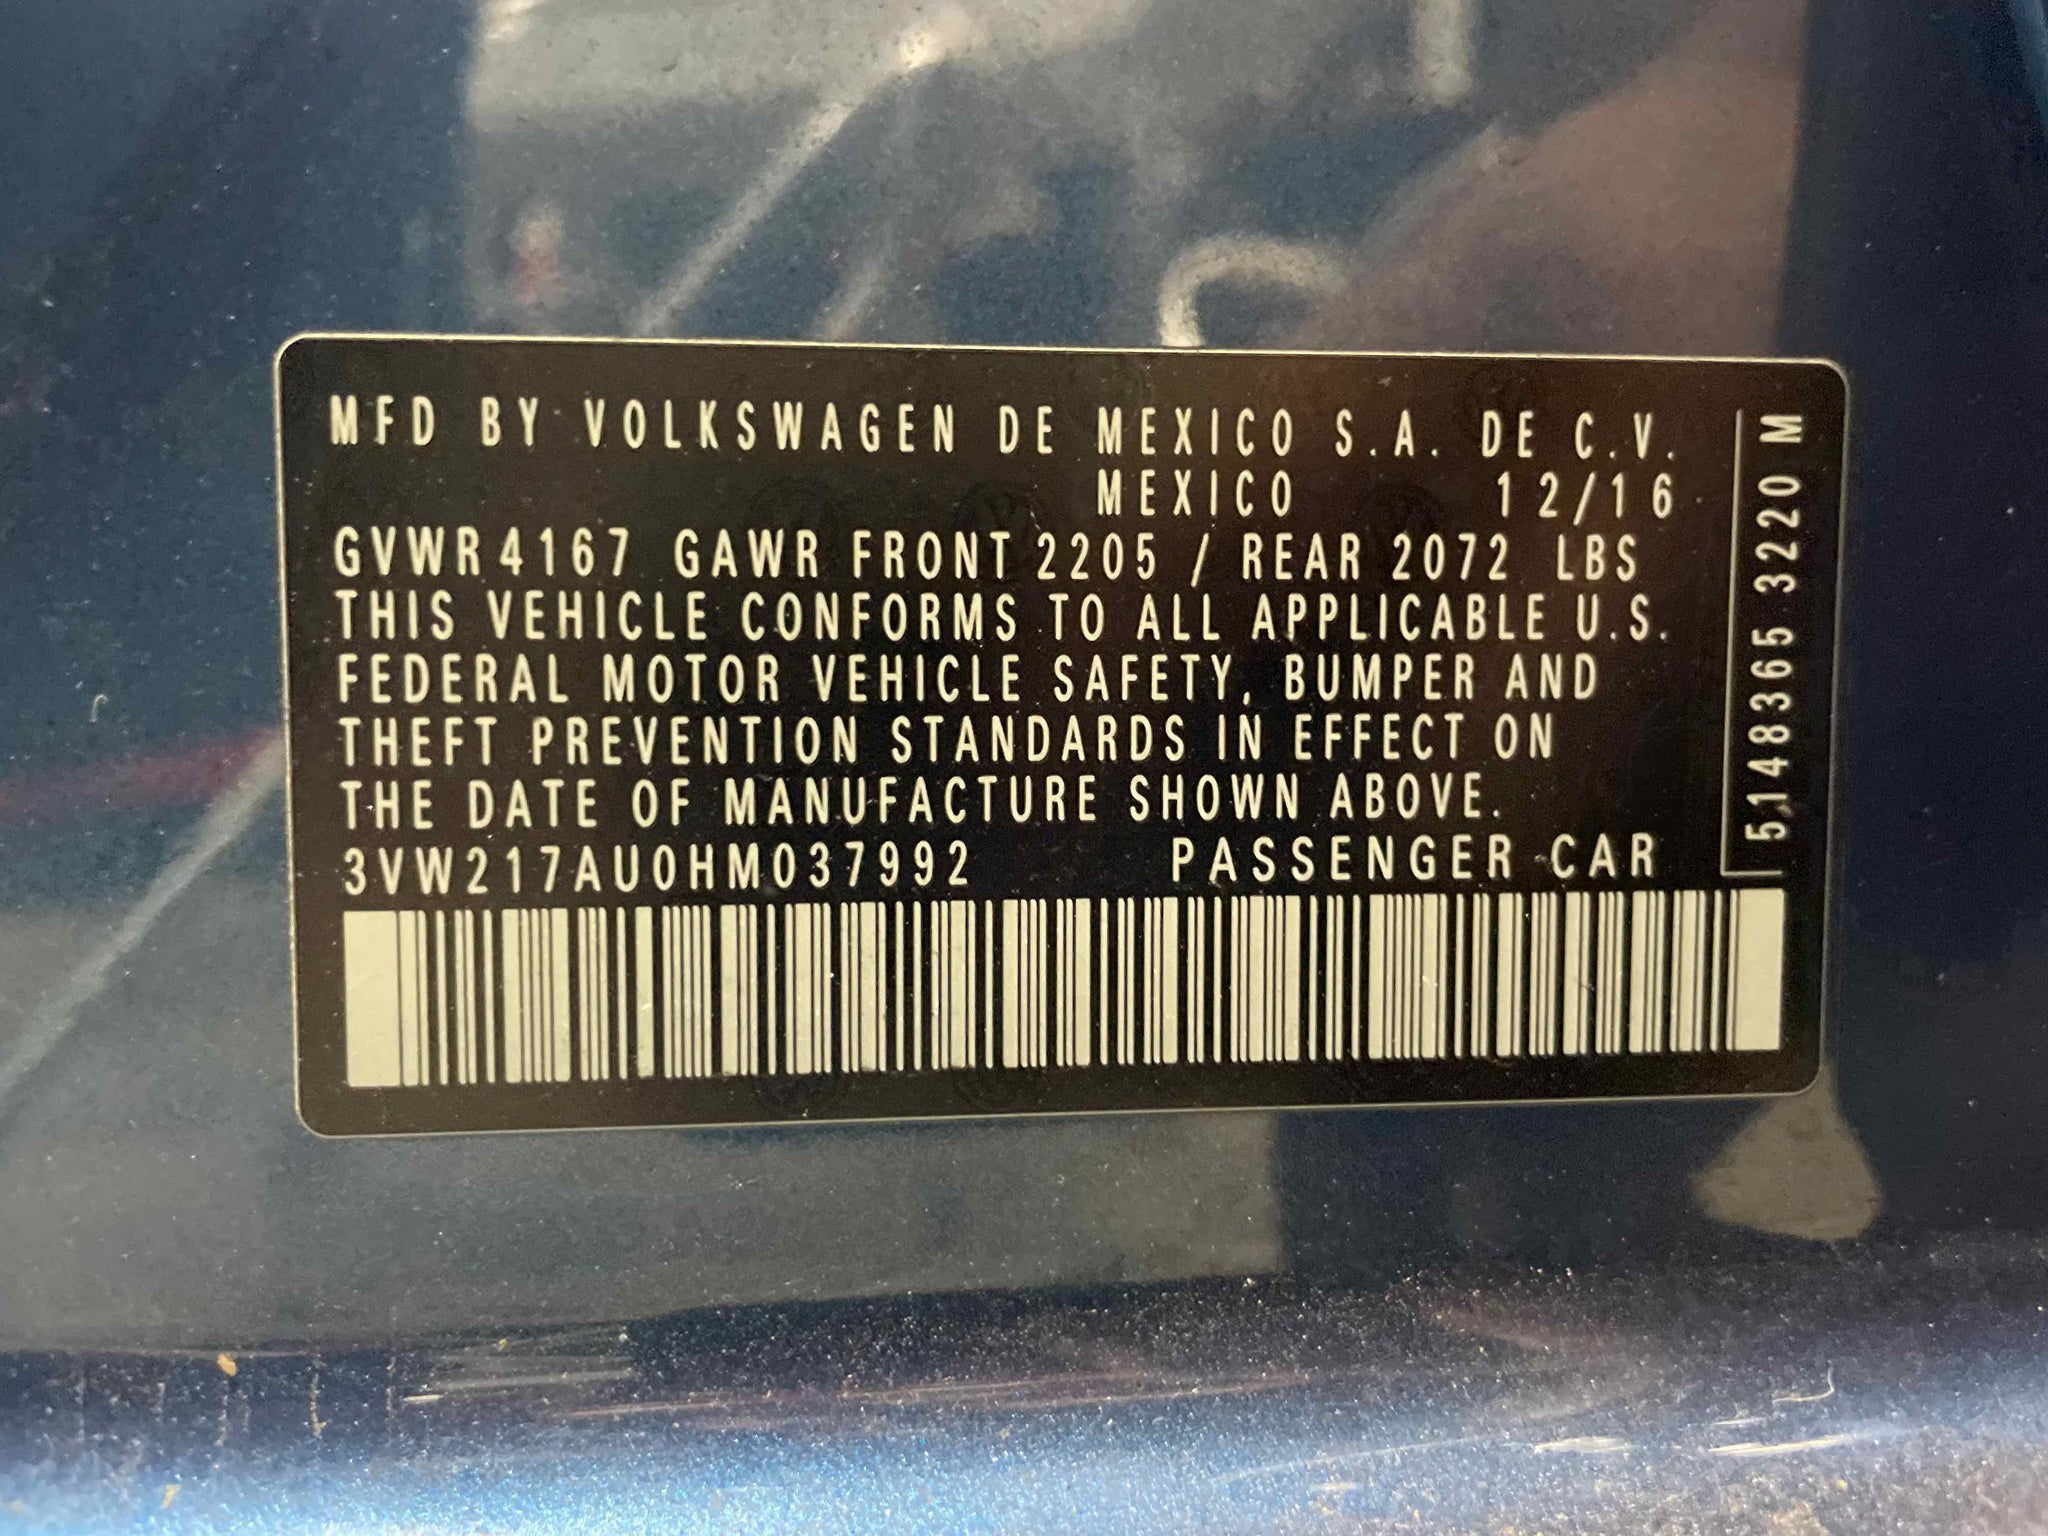 MFD BY VOLKSWAGEN DE MEXICO S.A. DE C.V.
MEXICO 12/16
GVWR 4167 GAWR FRONT 2205 / REAR 2072 LBS
THIS VEHICLE CONFORMS TO ALL APPLICABLE U.S.
FEDERAL MOTOR VEHICLE SAFETY, BUMPER AND
THEFT PREVENTION STANDARDS IN EFFECT ON
THE DATE OF MANUFACTURE SHOWN ABOVE.
3VW217AU0HM037992 PASSENGER CAR
5148365 3220 M